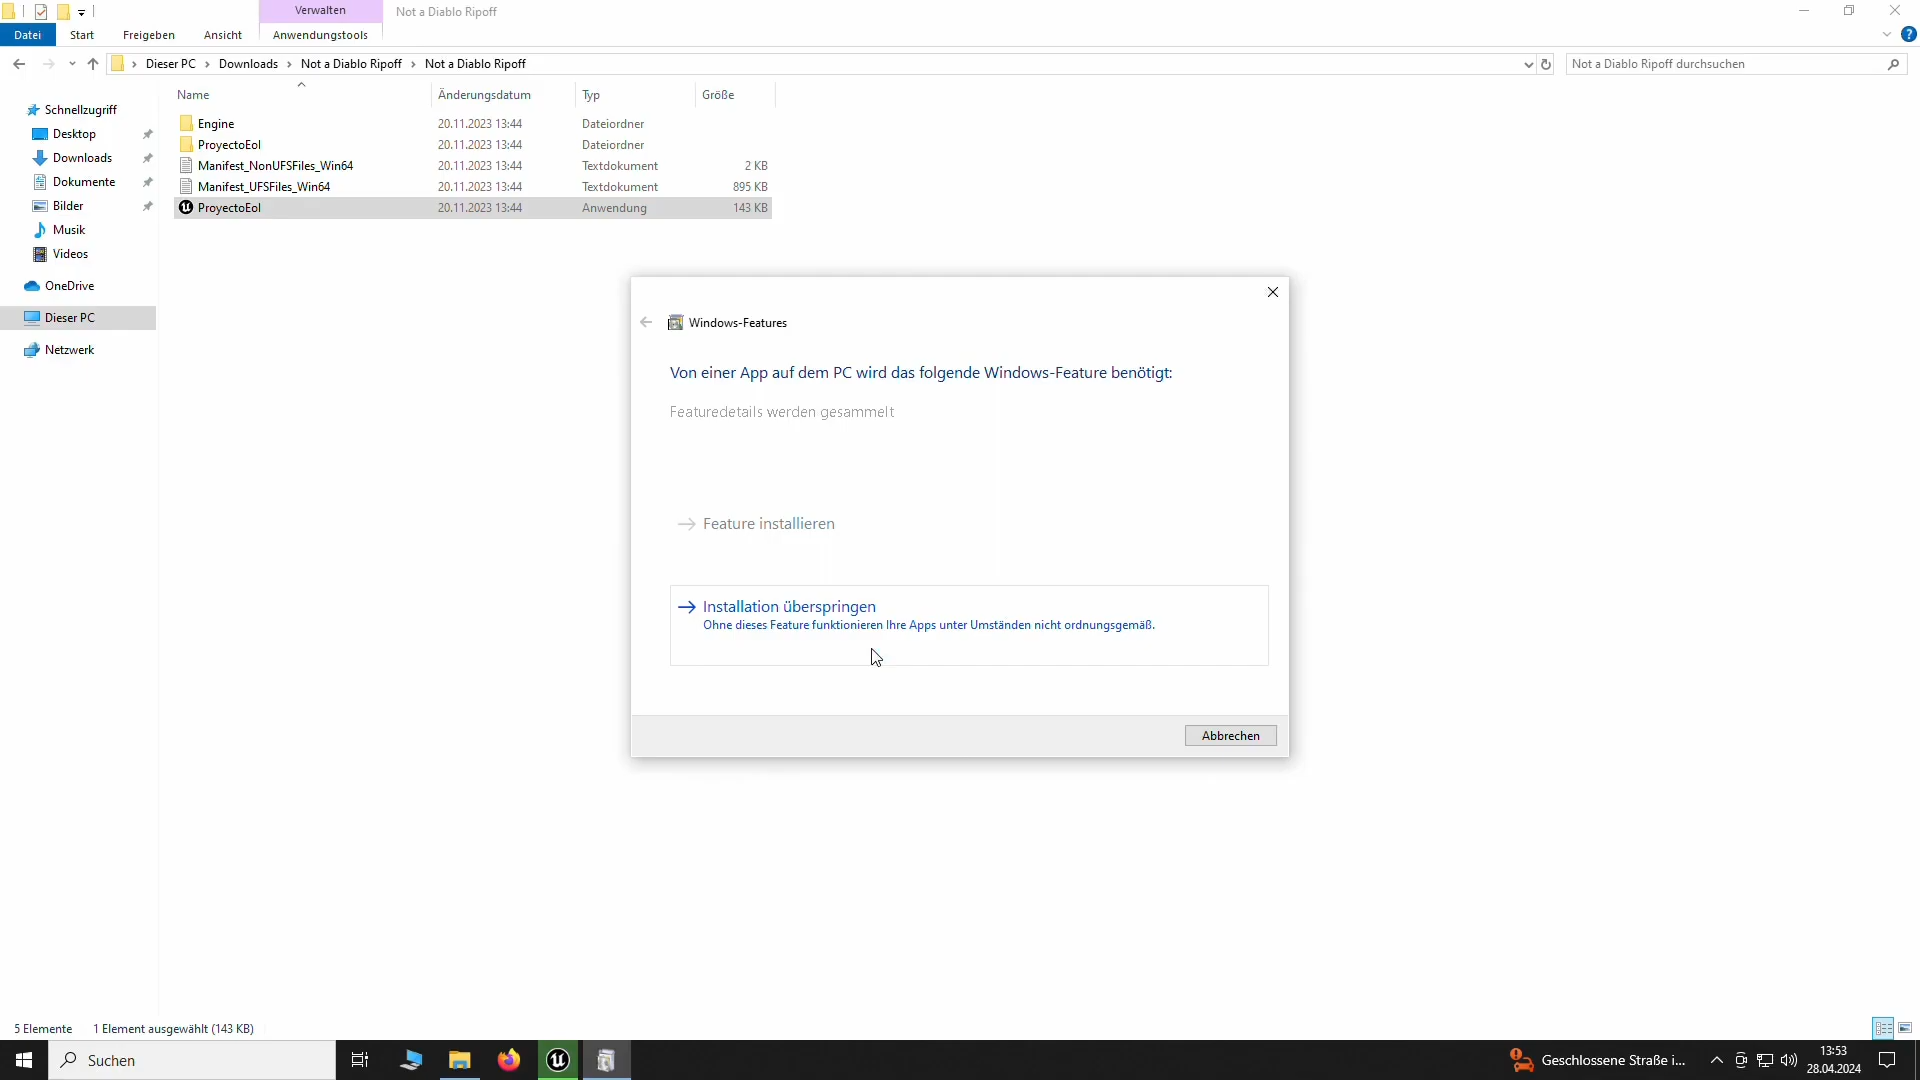 Verwalten
Not a Diablo Ripoff
Datei
Start
Freigeben
Ansicht
Anwendungstools
Dieser PC
Downloads
Not a Diablo Ripoff
Not a Diablo Ripoff
Not a Diablo Ripoff durchsuchen
Name
Änderungsdatum
Typ
Größe
Schnellzugriff
Desktop
Downloads
Dokumente
Bilder
Musik
Videos
OneDrive
Dieser PC
Netzwerk
Engine 20.11.2023 13:44 Dateiordner
ProyectoEol 20.11.2023 13:44 Dateiordner
Manifest_NonUFSFiles_Win64 20.11.2023 13:44 Textdokument 2 KB
Manifest_UFSFiles_Win64 20.11.2023 13:44 Textdokument 895 KB
ProyectoEol 20.11.2023 13:44 Anwendung 143 KB
Windows-Features
Von einer App auf dem PC wird das folgende Windows-Feature benötigt:
Featuredetails werden gesammelt
Feature installieren
Installation überspringen
Ohne dieses Feature funktionieren Ihre Apps unter Umständen nicht ordnungsgemäß.
Abbrechen
5 Elemente
1 Element ausgewählt (143 KB)
Suchen
Geschlossene Straße i...
13:53
28.04.2024